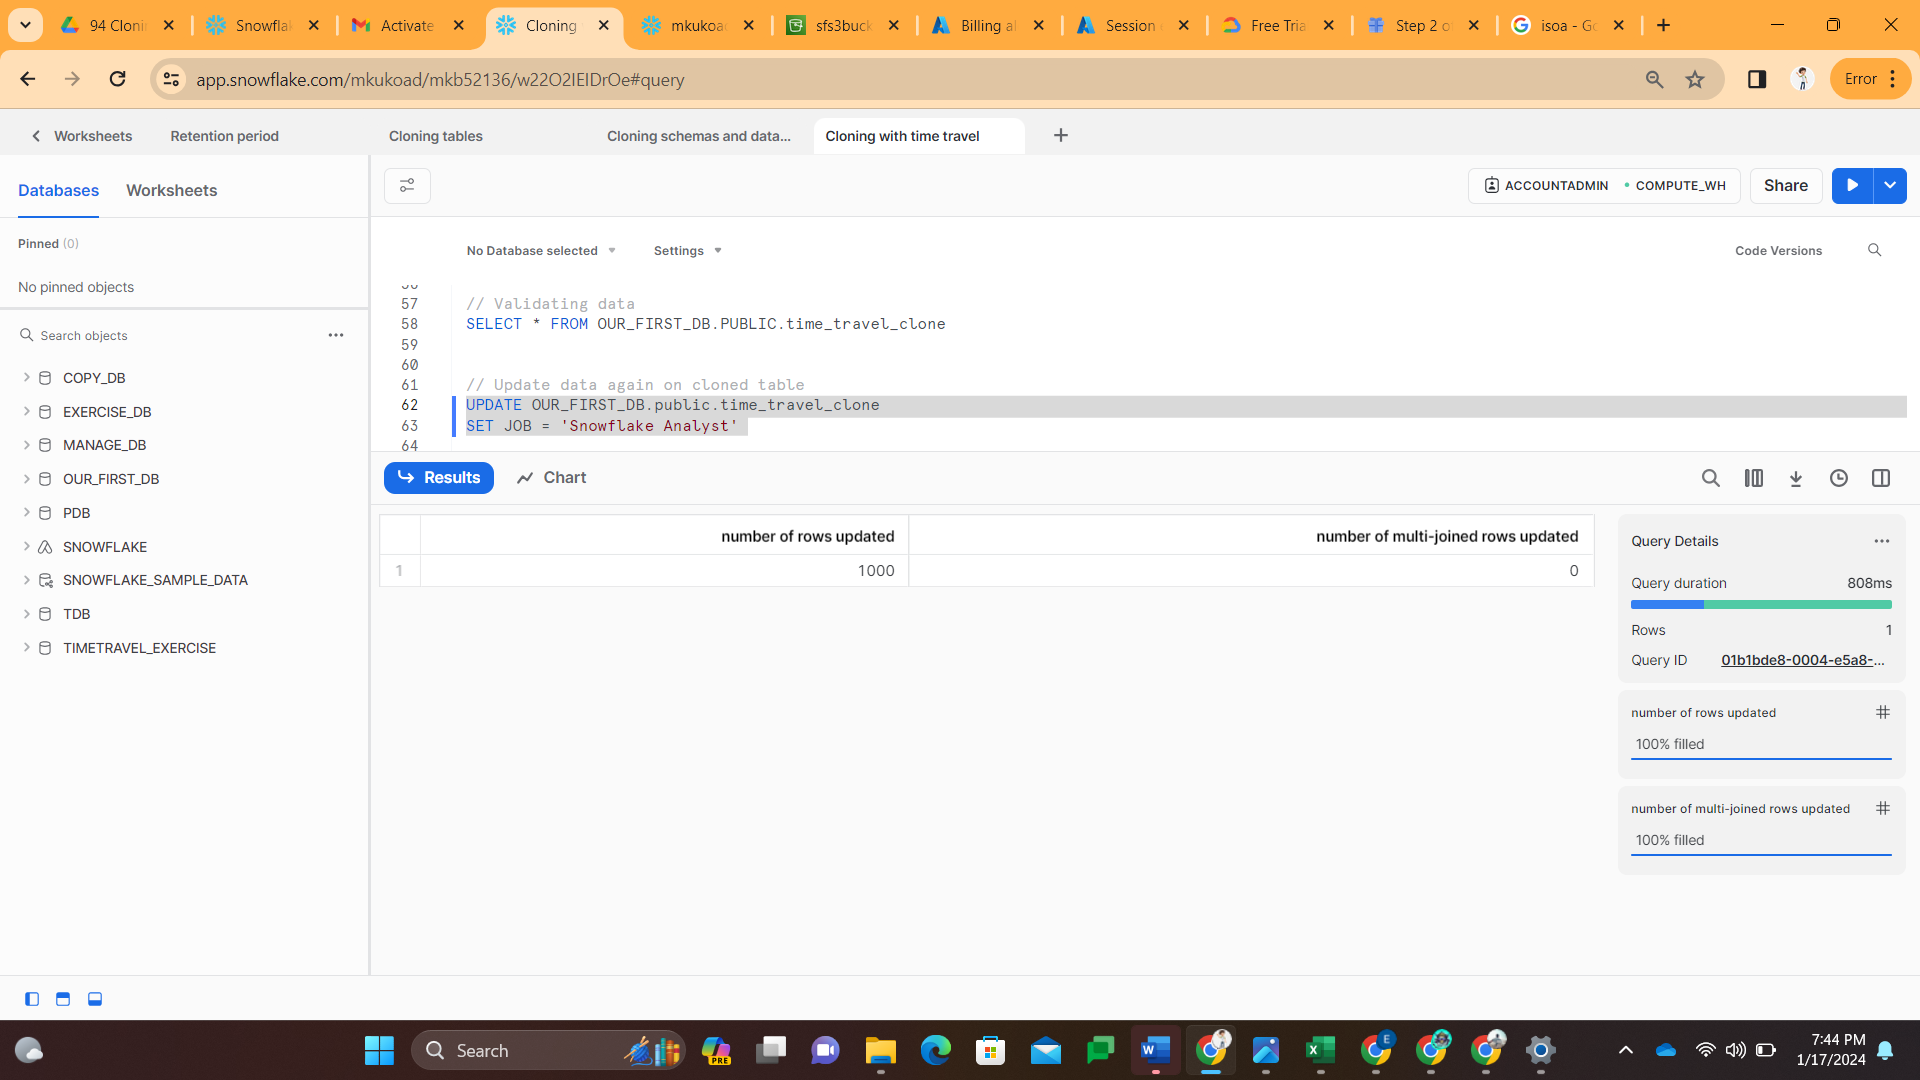 94 Cloni
Snowflak
Activate
Cloning
mkukoad
sfs3buck
Billing al
Session
Free Tria
Step 2 o
isoa - Go
app.snowflake.com/mkukoad/mkb52136/w22O2IEIDrOe#query
Error
Worksheets
Retention period
Cloning tables
Cloning schemas and data...
Cloning with time travel
Databases
Worksheets
ACCOUNTADMIN
COMPUTE_WH
Share
Pinned (0)
No Database selected
Settings
Code Versions
No pinned objects
Search objects
COPY_DB
EXERCISE_DB
MANAGE_DB
OUR_FIRST_DB
PDB
SNOWFLAKE
SNOWFLAKE_SAMPLE_DATA
TDB
TIMETRAVEL_EXERCISE
57 // Validating data
58 SELECT * FROM OUR_FIRST_DB.PUBLIC.time_travel_clone
59
60
61 // Update data again on cloned table
62 UPDATE OUR_FIRST_DB.public.time_travel_clone
63 SET JOB = 'Snowflake Analyst'
64
Results
Chart
number of rows updated
number of multi-joined rows updated
1 1000 0
Query Details
Query duration 808ms
Rows 1
Query ID 01b1bde8-0004-e5a8-...
number of rows updated
100% filled
number of multi-joined rows updated
100% filled
Search
PRE
E
7:44 PM
1/17/2024